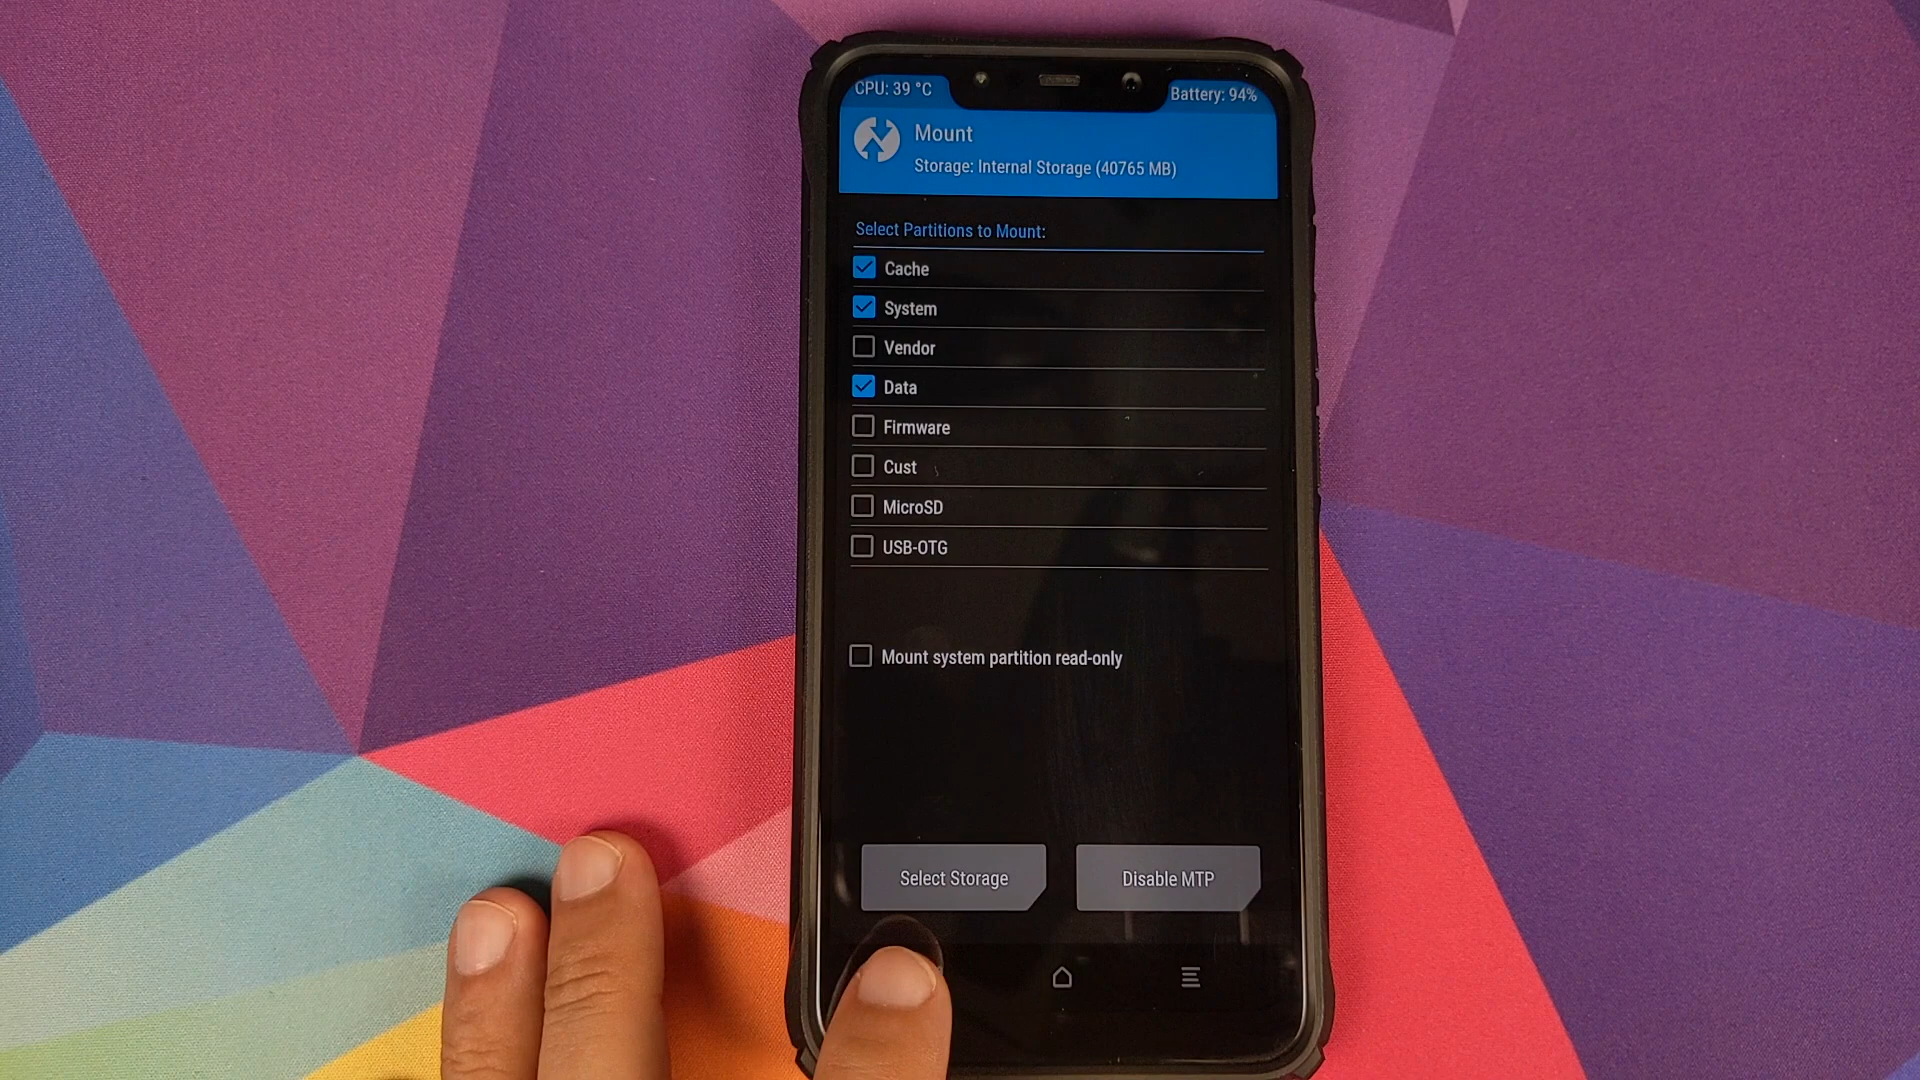 CPU: 39 °C
Battery: 94%
Mount
Storage: Internal Storage (40765 MB)
Select Partitions to Mount:
Cache
System
Vendor
Data
Firmware
Cust
MicroSD
USB-OTG
Mount system partition read-only
Select Storage
Disable MTP